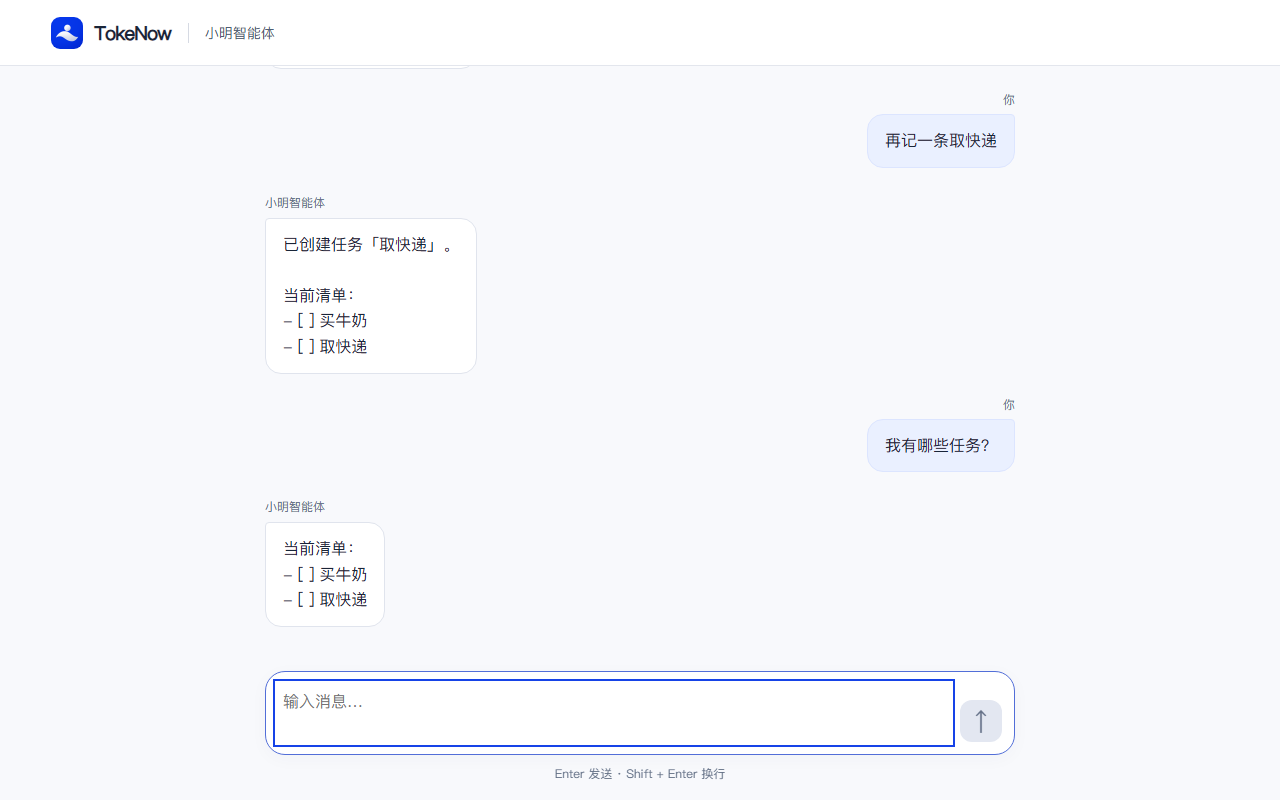 TokeNow
小明智能体
你
再记一条取快递
小明智能体
已创建任务「取快递」。
当前清单：
– [ ] 买牛奶
– [ ] 取快递
你
我有哪些任务？
小明智能体
当前清单：
– [ ] 买牛奶
– [ ] 取快递
输入消息…
↑
Enter 发送 · Shift + Enter 换行